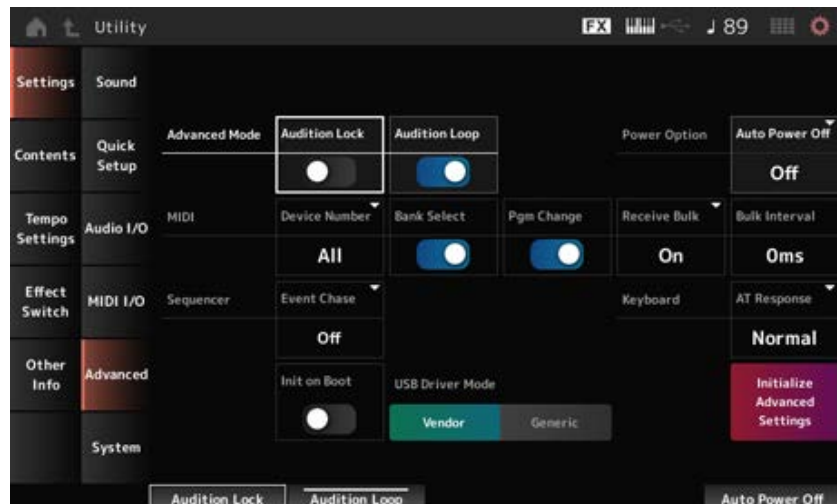 Utility
FX
♩ 89
Settings
Sound
Contents
Quick
Setup
Tempo
Settings
Audio I/O
Effect
Switch
MIDI I/O
Other
Info
Advanced
System
Advanced Mode
Audition Lock
Audition Loop
Power Option
Auto Power Off
Off
MIDI
Device Number
All
Bank Select
Pgm Change
Receive Bulk
On
Bulk Interval
0ms
Sequencer
Event Chase
Off
Keyboard
AT Response
Normal
Init on Boot
USB Driver Mode
Vendor
Generic
Initialize
Advanced
Settings
Audition Lock
Audition Loop
Auto Power Off